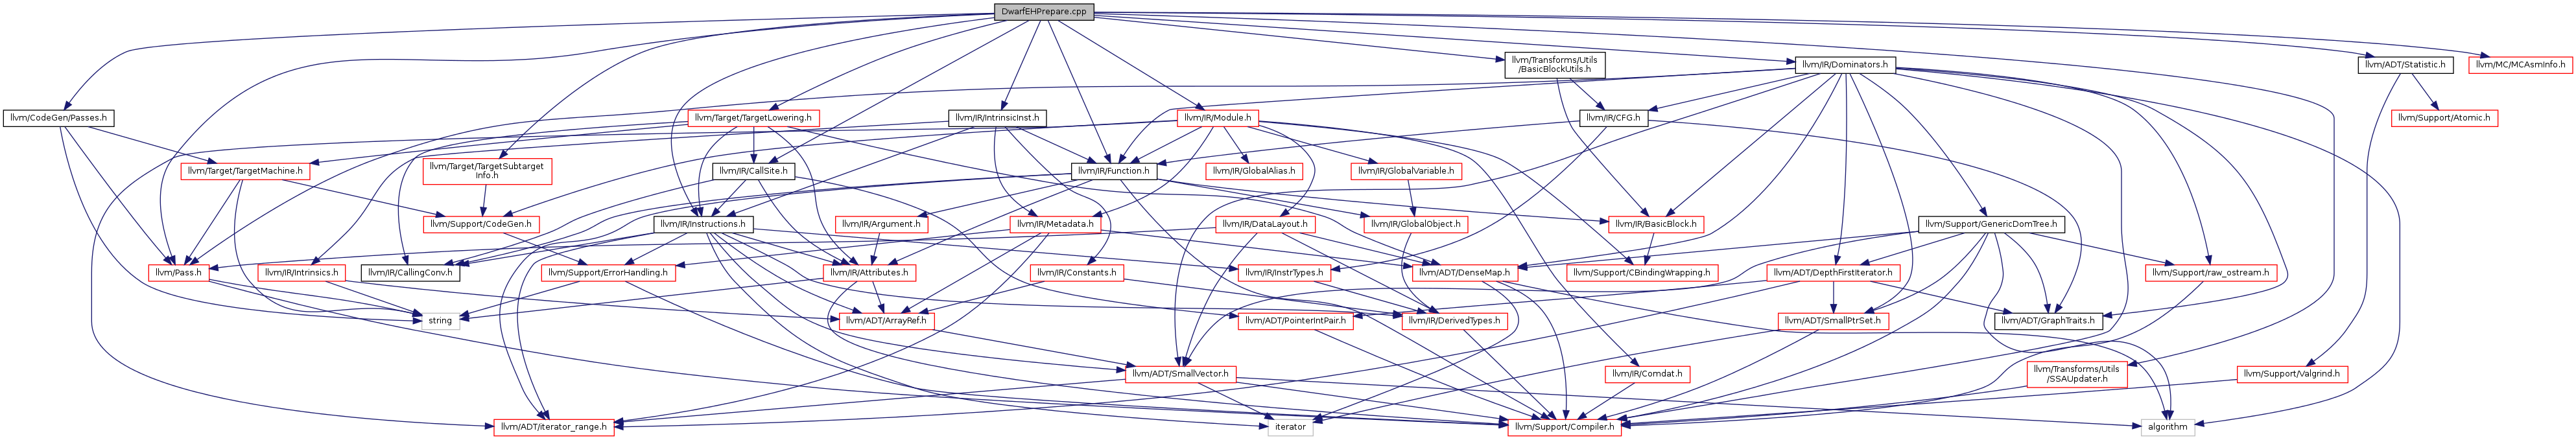 DwarfEHPrepare.cpp
llvm/Transforms/Utils
/BasicBlockUtils.h
llvm/IR/Dominators.h
llvm/ADT/Statistic.h
llvm/MC/MCAsmInfo.h
llvm/CodeGen/Passes.h
llvm/Target/TargetLowering.h
llvm/IR/IntrinsicInst.h
llvm/IR/Module.h
llvm/IR/CFG.h
llvm/Support/Atomic.h
llvm/Target/TargetMachine.h
llvm/Target/TargetSubtarget
Info.h
llvm/IR/CallSite.h
llvm/IR/Function.h
llvm/IR/GlobalAlias.h
llvm/IR/GlobalVariable.h
llvm/Support/CodeGen.h
llvm/IR/Instructions.h
llvm/IR/Argument.h
llvm/IR/Metadata.h
llvm/IR/DataLayout.h
llvm/IR/GlobalObject.h
llvm/IR/BasicBlock.h
llvm/Support/GenericDomTree.h
llvm/Pass.h
llvm/IR/Intrinsics.h
llvm/IR/CallingConv.h
llvm/Support/ErrorHandling.h
llvm/IR/Attributes.h
llvm/IR/Constants.h
llvm/IR/InstrTypes.h
llvm/ADT/DenseMap.h
llvm/Support/CBindingWrapping.h
llvm/ADT/DepthFirstIterator.h
llvm/Support/raw_ostream.h
string
llvm/ADT/ArrayRef.h
llvm/ADT/PointerIntPair.h
llvm/IR/DerivedTypes.h
llvm/ADT/SmallPtrSet.h
llvm/ADT/GraphTraits.h
llvm/ADT/SmallVector.h
llvm/IR/Comdat.h
llvm/Transforms/Utils
/SSAUpdater.h
llvm/Support/Valgrind.h
llvm/ADT/iterator_range.h
iterator
llvm/Support/Compiler.h
algorithm